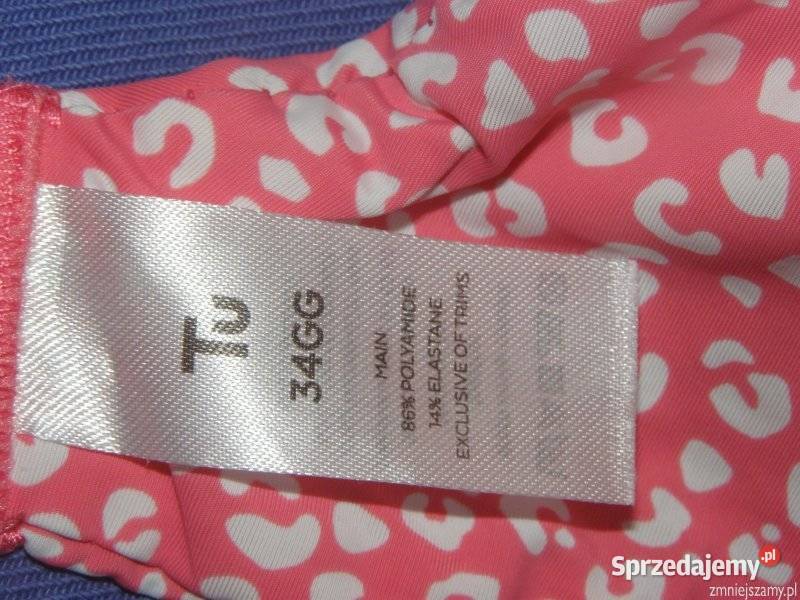 Tu
34GG
MAIN
86% POLYAMIDE
14% ELASTANE
EXCLUSIVE OF TRIMS
Sprzedajemy.pl
zmniejszamy.pl